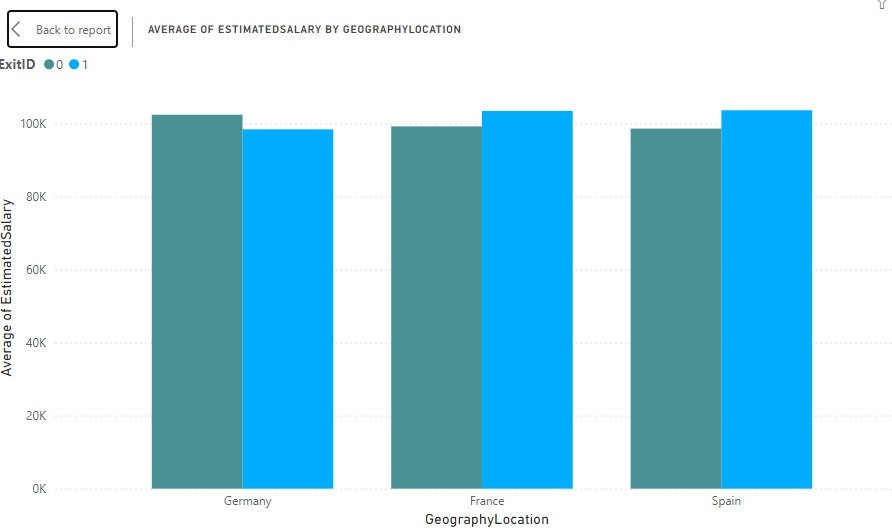 Back to report
AVERAGE OF ESTIMATEDSALARY BY GEOGRAPHYLOCATION
ExitID 0 1
100K
80K
60K
40K
20K
0K
Average of EstimatedSalary
Germany France Spain
GeographyLocation